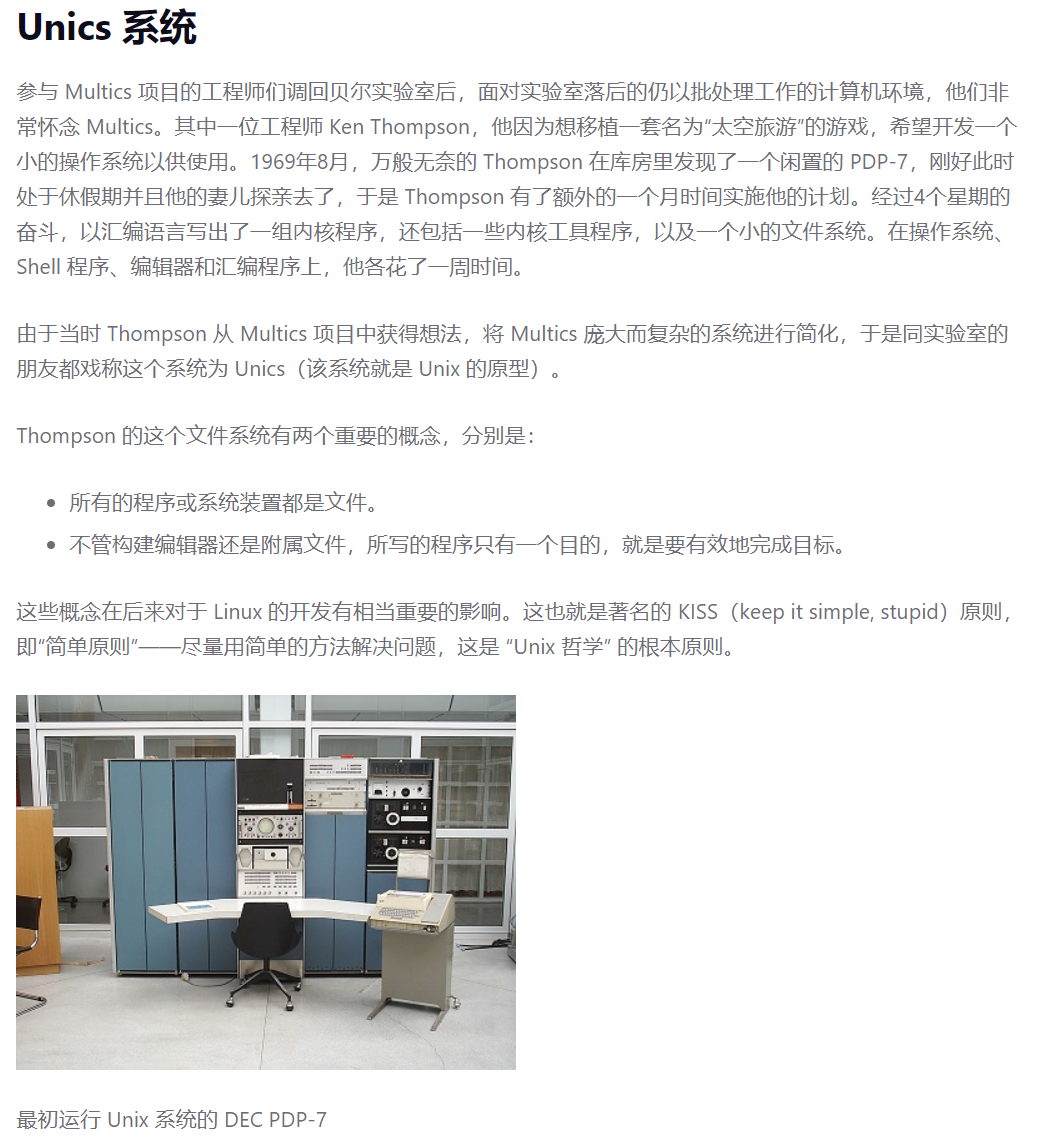 Unics 系统
参与 Multics 项目的工程师们调回贝尔实验室后，面对实验室落后的仍以批处理工作的计算机环境，他们非
常怀念 Multics。其中一位工程师 Ken Thompson，他因为想移植一套名为“太空旅游”的游戏，希望开发一个
小的操作系统以供使用。1969年8月，万般无奈的 Thompson 在库房里发现了一个闲置的 PDP-7，刚好此时
处于休假期并且他的妻儿探亲去了，于是 Thompson 有了额外的一个月时间实施他的计划。经过4个星期的
奋斗，以汇编语言写出了一组内核程序，还包括一些内核工具程序，以及一个小的文件系统。在操作系统、
Shell 程序、编辑器和汇编程序上，他各花了一周时间。
由于当时 Thompson 从 Multics 项目中获得想法，将 Multics 庞大而复杂的系统进行简化，于是同实验室的
朋友都戏称这个系统为 Unics（该系统就是 Unix 的原型）。
Thompson 的这个文件系统有两个重要的概念，分别是：
• 所有的程序或系统装置都是文件。
• 不管构建编辑器还是附属文件，所写的程序只有一个目的，就是要有效地完成目标。
这些概念在后来对于 Linux 的开发有相当重要的影响。这也就是著名的 KISS（keep it simple, stupid）原则，
即“简单原则”——尽量用简单的方法解决问题，这是 “Unix 哲学” 的根本原则。
最初运行 Unix 系统的 DEC PDP-7